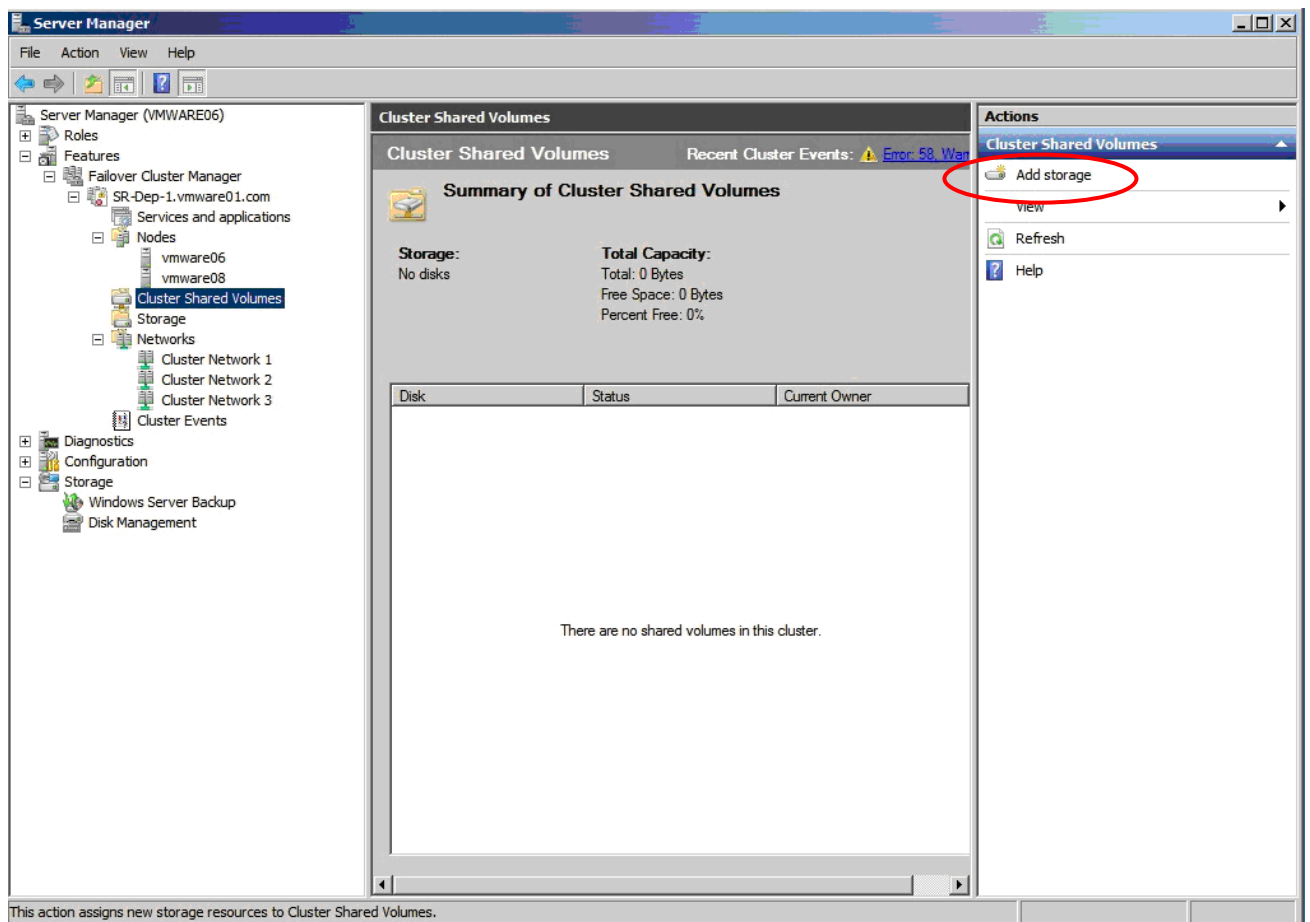 Server Manager
File Action View Help
Server Manager (VMWARE06)
Roles
Features
Failover Cluster Manager
SR-Dep-1.vmware01.com
Services and applications
Nodes
vmware06
vmware08
Cluster Shared Volumes
Storage
Networks
Cluster Network 1
Cluster Network 2
Cluster Network 3
Cluster Events
Diagnostics
Configuration
Storage
Windows Server Backup
Disk Management
Cluster Shared Volumes
Cluster Shared Volumes Recent Cluster Events: Error: 58, Wan
Summary of Cluster Shared Volumes
Storage: Total Capacity:
No disks Total: 0 Bytes
Free Space: 0 Bytes
Percent Free: 0%
Disk Status Current Owner
There are no shared volumes in this cluster.
Actions
Cluster Shared Volumes
Add storage
View
Refresh
Help
This action assigns new storage resources to Cluster Shared Volumes.